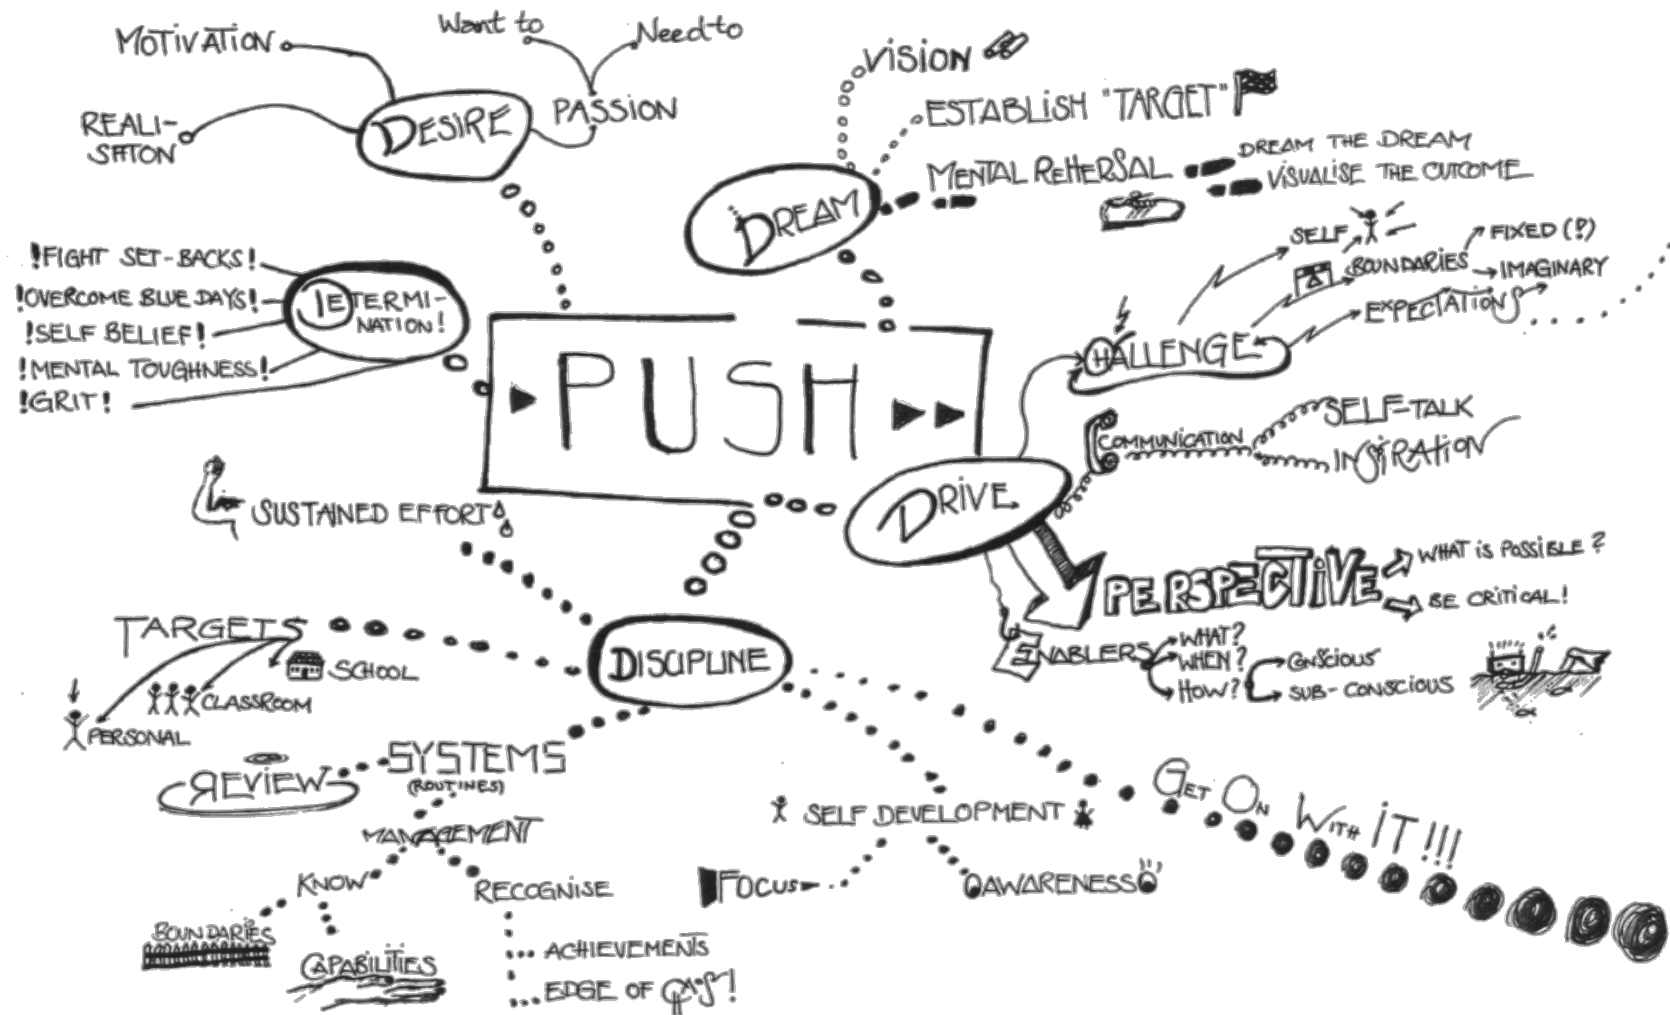 MOTIVATION
REALI-
SATION
DESIRE
Want to
Need to
PASSION
VISION
ESTABLISH "TARGET"
MENTAL REHERSAL
DREAM THE DREAM
VISUALISE THE OUTCOME
DREAM
!FIGHT SET-BACKS!
!OVERCOME BLUE DAYS!
!SELF BELIEF!
!MENTAL TOUGHNESS!
!GRIT!
DETERMI-
NATION!
PUSH
SELF
BOUNDARIES
FIXED (?)
IMAGINARY
EXPECTATIONS
CHALLENGE
COMMUNICATION
SELF-TALK
INSPIRATION
DRIVE
PERSPECTIVE
WHAT iS POSSIBLE?
BE CRITICAL!
ENABLERS
WHAT?
WHEN?
HOW?
CONSCIOUS
SUB-CONSCIOUS
SUSTAINED EFFORT
DISCIPLINE
TARGETS
SCHOOL
CLASSROOM
PERSONAL
SYSTEMS
(ROUTINES)
REVIEW
MANAGEMENT
KNOW
BOUNDARIES
CAPABILITIES
RECOGNISE
ACHIEVEMENTS
EDGE OF
SELF DEVELOPMENT
FOCUS
AWARENESS
GET ON WITH IT!!!